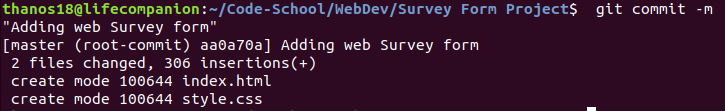 thanos18@lifecompanion:~/Code-School/WebDev/Survey Form Project$  git commit -m
"Adding web Survey form"
[master (root-commit) aa0a70a] Adding web Survey form
 2 files changed, 306 insertions(+)
 create mode 100644 index.html
 create mode 100644 style.css